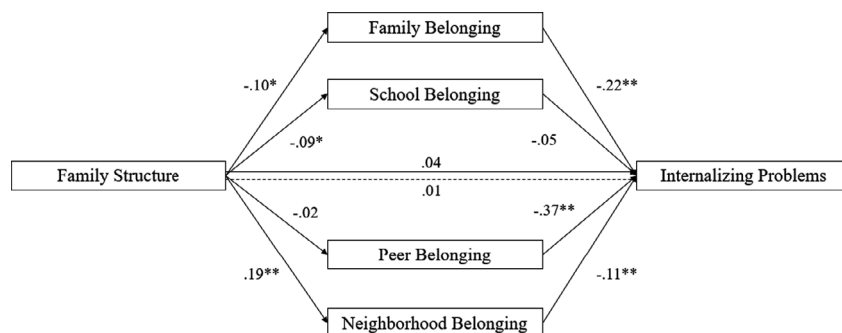 Family Belonging
-.10*
-.22**
School Belonging
-.09*
-.05
.04
Family Structure
Internalizing Problems
.01
-.02
-.37**
Peer Belonging
.19**
-.11**
Neighborhood Belonging